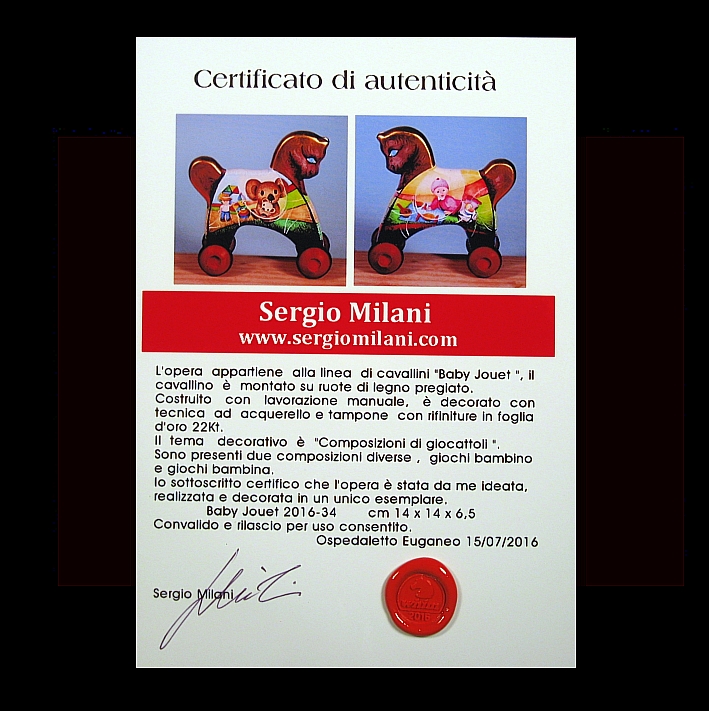 Certificato di autenticità
Sergio Milani
www.sergiomilani.com
L'opera appartiene alla linea di cavallini "Baby Jouet ", il
cavallino è montato su ruote di legno pregiato.
Costruito con lavorazione manuale, è decorato con
tecnica ad acquerello e tampone con rifiniture in foglia
d'oro 22Kt.
Il tema decorativo è "Composizioni di giocattoli ".
Sono presenti due composizioni diverse , giochi bambino
e giochi bambina.
Io sottoscritto certifico che l'opera è stata da me ideata,
realizzata e decorata in un unico esemplare.
Baby Jouet 2016-34 cm 14 x 14 x 6,5
Convalido e rilascio per uso consentito.
Ospedaletto Euganeo 15/07/2016
Sergio Milani